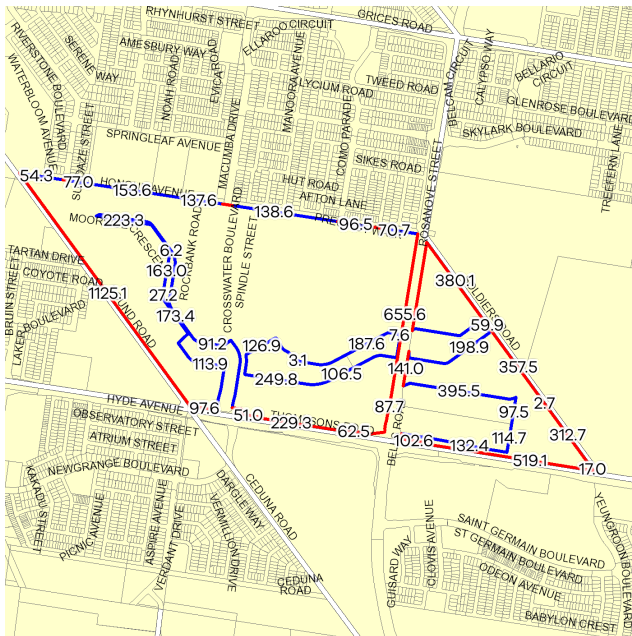 RHYNHURST STREET
GRICES ROAD
ELLAROO CIRCUIT
AMESBURY WAY
SERENE WAY
RIVERSTONE BOULEVARD
WATERBLOOM AVENUE
NOAH ROAD
EVICA ROAD
MANOORA AVENUE
LYCIUM ROAD
TWEED ROAD
BELCAM CIRCUIT
CALYPSO WAY
BELLARIO CIRCUIT
GLENROSE BOULEVARD
SKYLARK BOULEVARD
TREEFERN LANE
SPRINGLEAF AVENUE
MACUMBA DRIVE
COMO PARADE
SIKES ROAD
HUT ROAD
AFTON LANE
ROSANOVE STREET
54.3
77.0
153.6
137.6
138.6
96.5
70.7
223.3
6.2
163.0
27.2
173.4
ROCKBANK ROAD
CROSSWATER BOULEVARD
SPINDLE STREET
TARTAN DRIVE
COYOTE ROAD
BRUIN STREET
LAKER BOULEVARD
1125.1
380.1
655.6
7.6
59.9
187.6
198.9
357.5
126.9
3.1
91.2
113.9
249.8
106.5
141.0
395.5
2.7
97.5
312.7
87.7
HYDE AVENUE
97.6
51.0
229.3
62.5
102.6
132.4
114.7
519.1
17.0
OBSERVATORY STREET
ATRIUM STREET
NEWGRANGE BOULEVARD
KAKADU STREET
PICNIC AVENUE
ASPIRE AVENUE
VERDANT DRIVE
DARGLE WAY
VERMILLION DRIVE
CEDUNA ROAD
CEDUNA ROAD
GUISARD WAY
CLOVIS AVENUE
SAINT GERMAIN BOULEVARD
ST GERMAIN BOULEVARD
ODEON AVENUE
BABYLON CREST